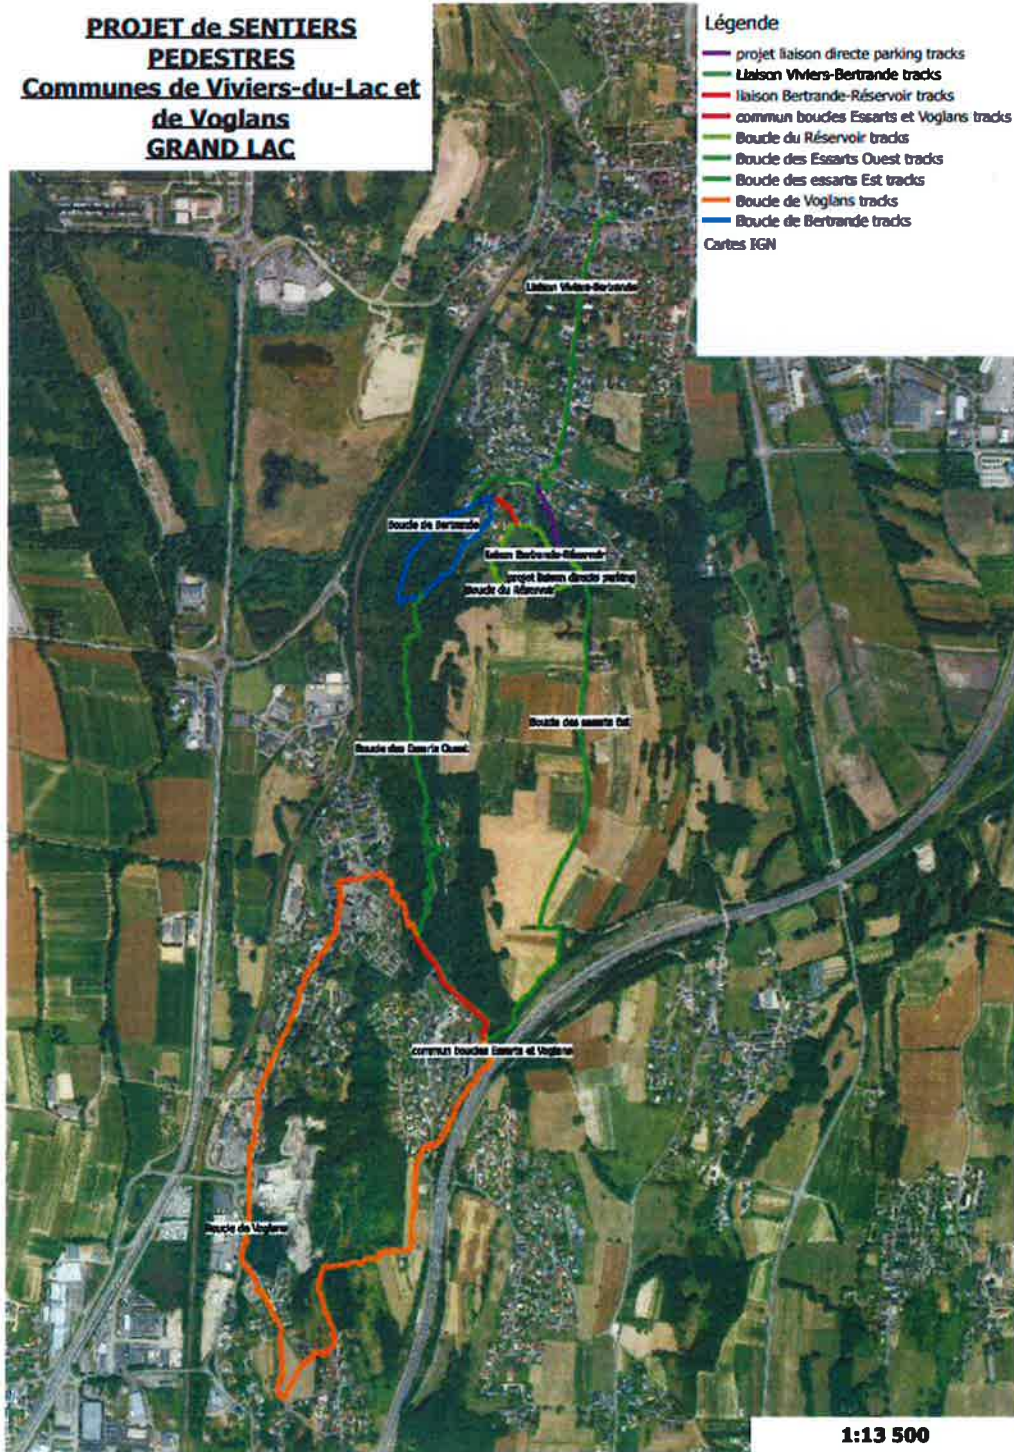 PROJET de SENTIERS
PEDESTRES
Communes de Viviers-du-Lac et
de Voglans
GRAND LAC
Légende
projet liaison directe parking tracks
Liaison Viviers-Bertrande tracks
liaison Bertrande-Réservoir tracks
commun boucles Essarts et Voglans tracks
Boucle du Réservoir tracks
Boucle des Essarts Ouest tracks
Boucle des essarts Est tracks
Boucle de Voglans tracks
Boucle de Bertrande tracks
Cartes IGN
Liaison Viviers-Bertrande
Boucle de Bertrande
liaison Bertrande-Réservoir
projet liaison directe parking
Boucle du Réservoir
Boucle des essarts Est
Boucle des Essarts Ouest
commun boucles Essarts et Voglans
Boucle de Voglans
1:13 500